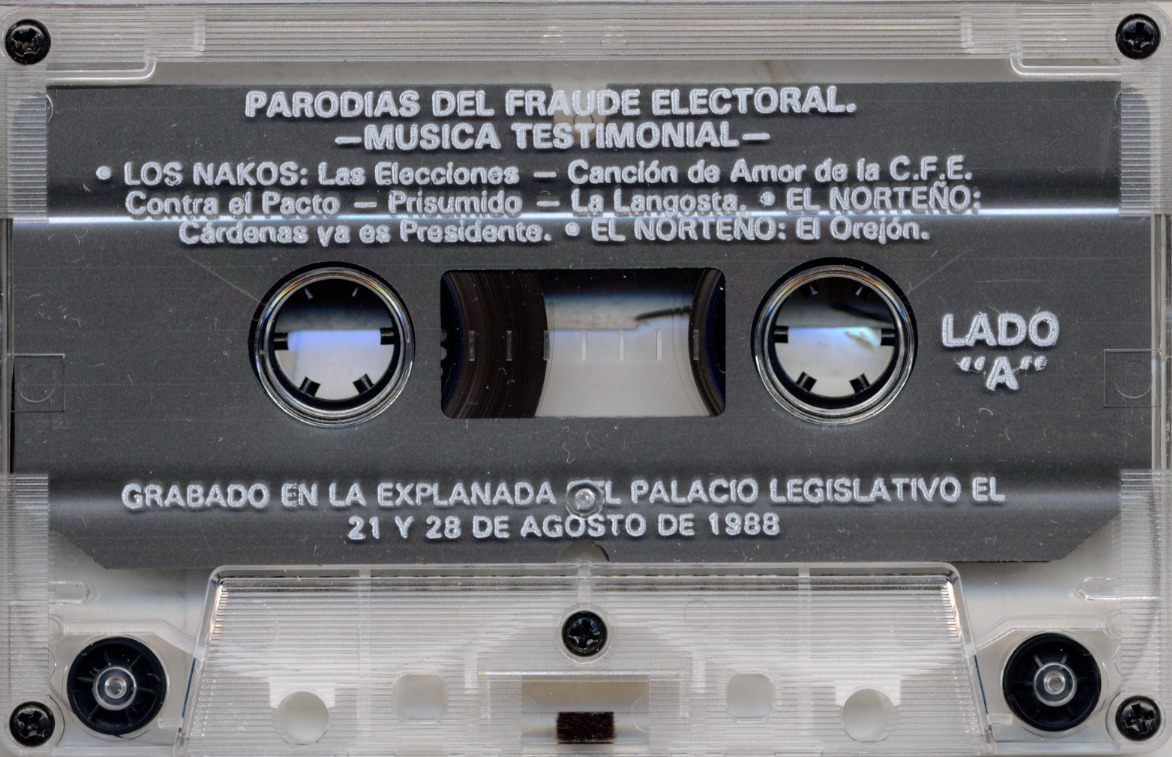 PARODIAS DEL FRAUDE ELECTORAL.
—MUSICA TESTIMONIAL—
• LOS NAKOS: Las Elecciones — Canción de Amor de la C.F.E.
Contra el Pacto — Prisumido — La Langosta. • EL NORTEÑO:
Cárdenas ya es Presidente. • EL NORTEÑO: El Orejón.
LADO
"A"
GRABADO EN LA EXPLANADA DEL PALACIO LEGISLATIVO EL
21 Y 28 DE AGOSTO DE 1988